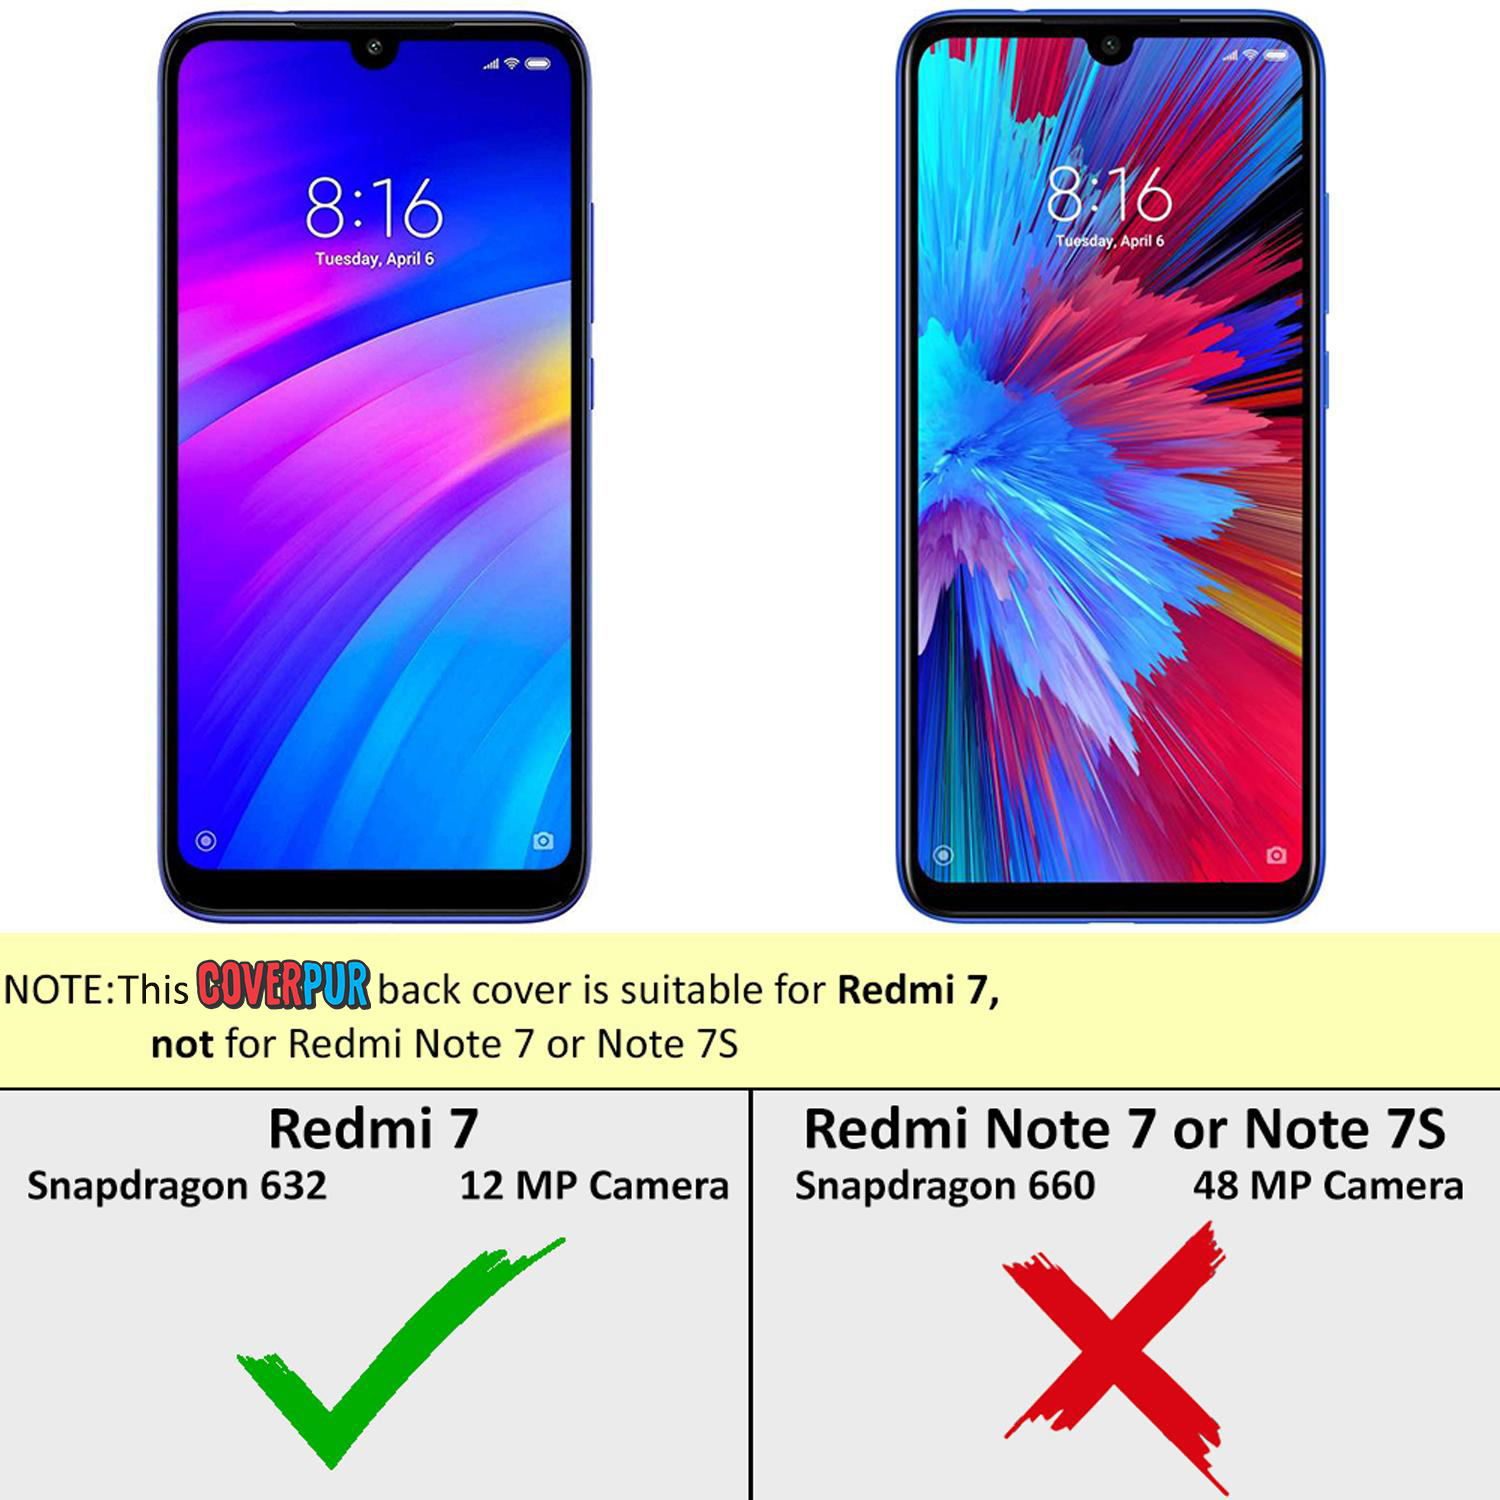 8:16
Tuesday, April 6
8:16
Tuesday, April 6
NOTE:This COVERPUR back cover is suitable for Redmi 7,
not for Redmi Note 7 or Note 7S
Redmi 7
Snapdragon 632 12 MP Camera
Redmi Note 7 or Note 7S
Snapdragon 660 48 MP Camera